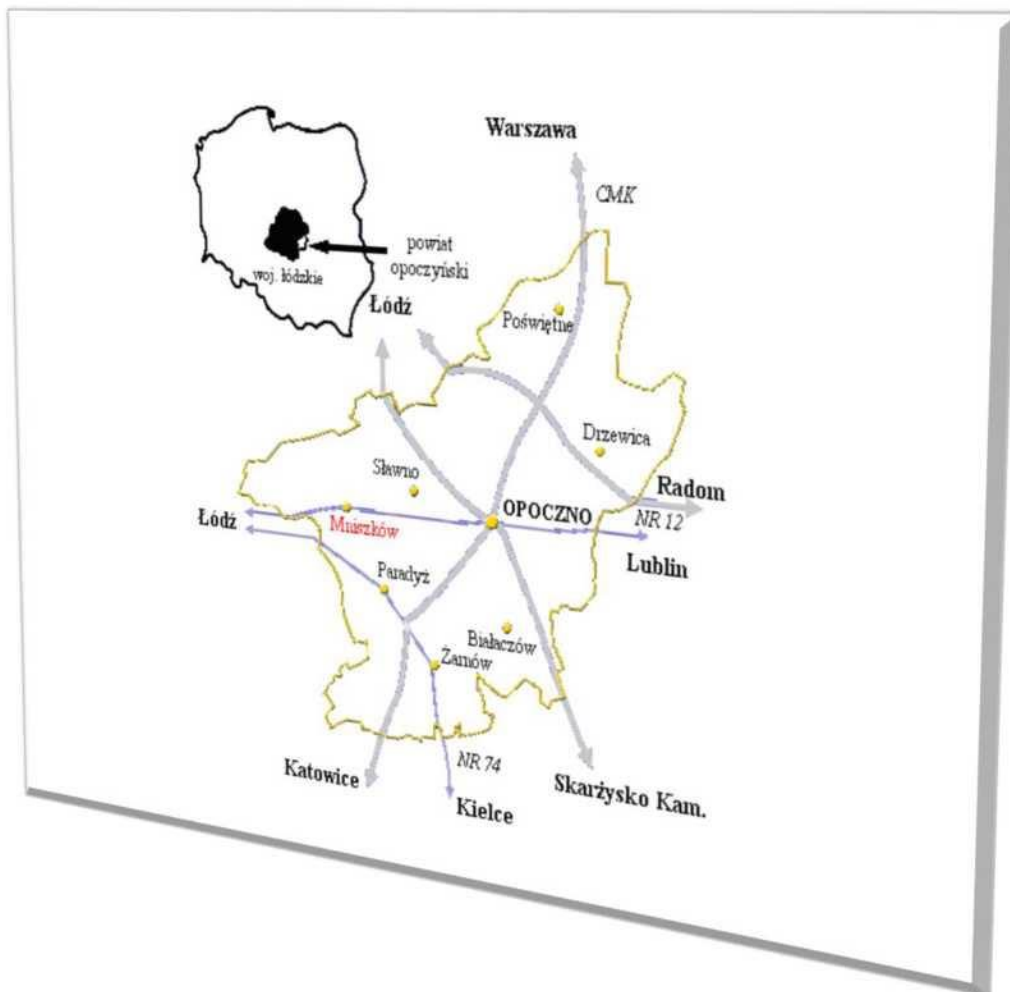 Warszawa
CMK
powiat
opoczyński
woj. łódzkie
Łódź
Poświętne
Drzewica
Sławno
Radom
OPOCZNO
NR 12
Łódź
Mniszków
Lublin
Paradyż
Białaczów
Żarnów
NR 74
Katowice
Kielce
Skarżysko Kam.